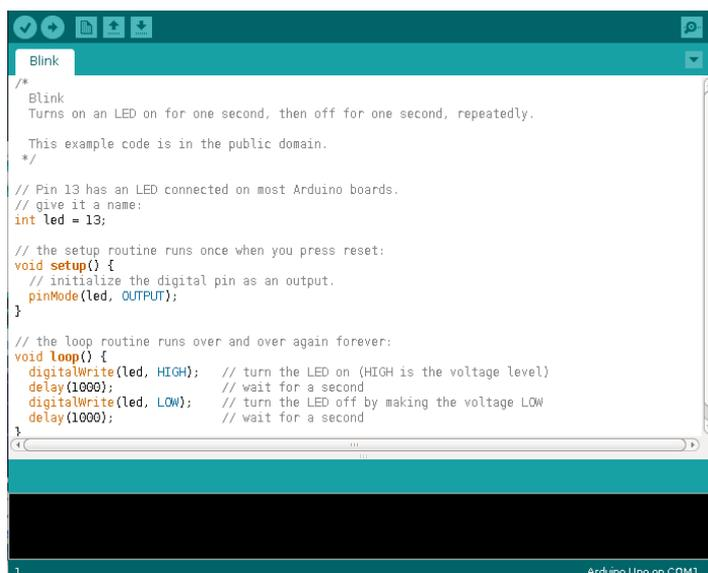 Blink
/*
  Blink
  Turns on an LED on for one second, then off for one second, repeatedly.

  This example code is in the public domain.
 */

// Pin 13 has an LED connected on most Arduino boards.
// give it a name:
int led = 13;

// the setup routine runs once when you press reset:
void setup() {
  // initialize the digital pin as an output.
  pinMode(led, OUTPUT);
}

// the loop routine runs over and over again forever:
void loop() {
  digitalWrite(led, HIGH);   // turn the LED on (HIGH is the voltage level)
  delay(1000);               // wait for a second
  digitalWrite(led, LOW);    // turn the LED off by making the voltage LOW
  delay(1000);               // wait for a second
}
1
Arduino Uno on COM1